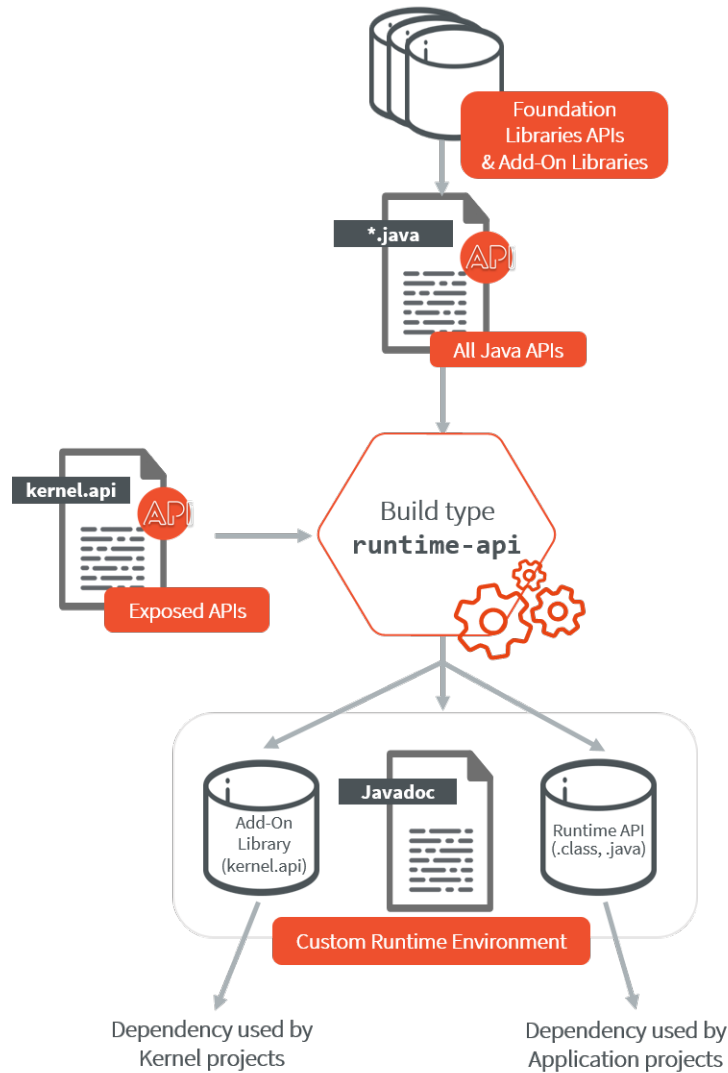 Foundation
Libraries APIs
& Add-On Libraries
*.java
API
All Java APIs
kernel.api
API
Exposed APIs
Build type
runtime-api
Add-On
Library
(kernel.api)
Javadoc
Runtime API
(.class, .java)
Custom Runtime Environment
Dependency used by
Kernel projects
Dependency used by
Application projects